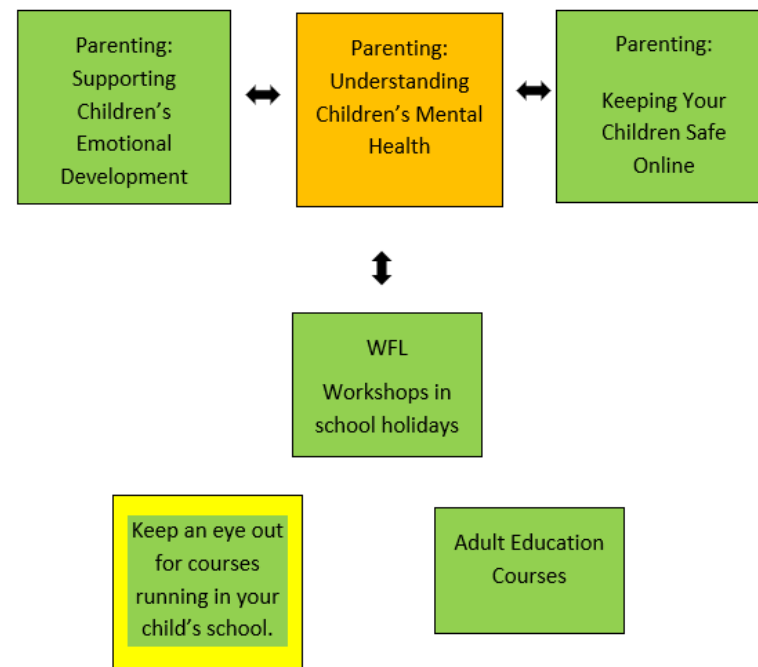 Parenting:
Supporting
Children’s
Emotional
Development
Parenting:
Understanding
Children’s Mental
Health
Parenting:
Keeping Your
Children Safe
Online
WFL
Workshops in
school holidays
Keep an eye out
for courses
running in your
child’s school.
Adult Education
Courses